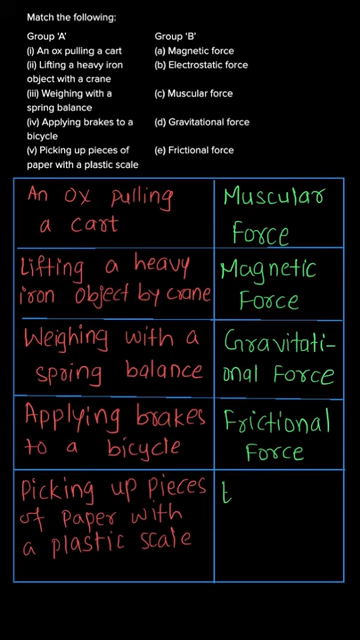 Match the following:
Group 'A' Group 'B'
(i) An ox pulling a cart (a) Magnetic force
(ii) Lifting a heavy iron (b) Electrostatic force
object with a crane
(iii) Weighing with a (c) Muscular force
spring balance
(iv) Applying brakes to a (d) Gravitational force
bicycle
(v) Picking up pieces of (e) Frictional force
paper with a plastic scale
An ox pulling Muscular
a cart Force
Lifting a heavy Magnetic
iron object by crane Force
Weighing with a Gravitati-
spring balance onal Force
Applying brakes Frictional
to a bicycle Force
Picking up pieces
of paper with
a plastic scale